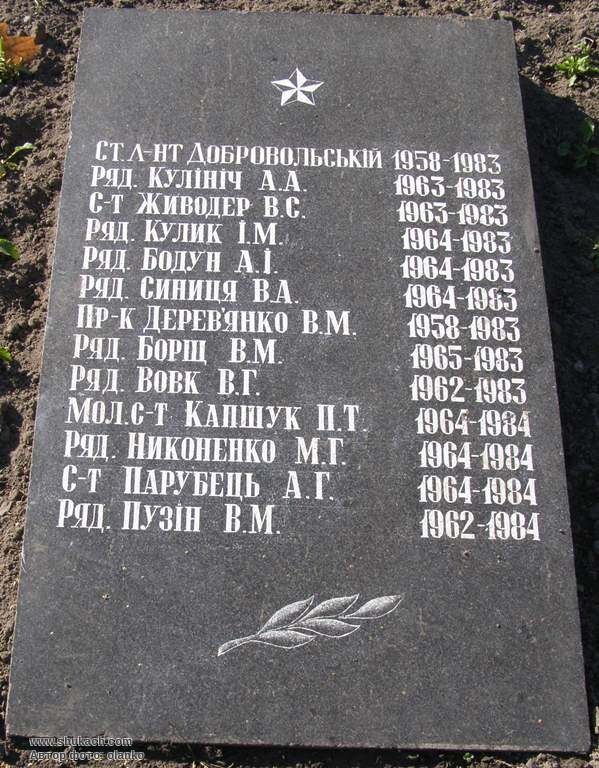 Ст. л-нт Добровольській 1958-1983
Ряд. Кулініч А.А. 1963-1983
С-т Живодер В.С. 1963-1983
Ряд. Кулик І.М. 1964-1983
Ряд. Бодун А.І. 1964-1983
Ряд. Синиця В.А. 1964-1983
Пр-к Дерев'янко В.М. 1958-1983
Ряд. Борщ В.М. 1965-1983
Ряд. Вовк В.Г. 1962-1983
Мол. с-т Капшук П.Т. 1964-1984
Ряд. Никоненко М.Г. 1964-1984
С-т Парубець А.Г. 1964-1984
Ряд. Пузін В.М. 1962-1984
www.shukach.com
Автор фото: olanko